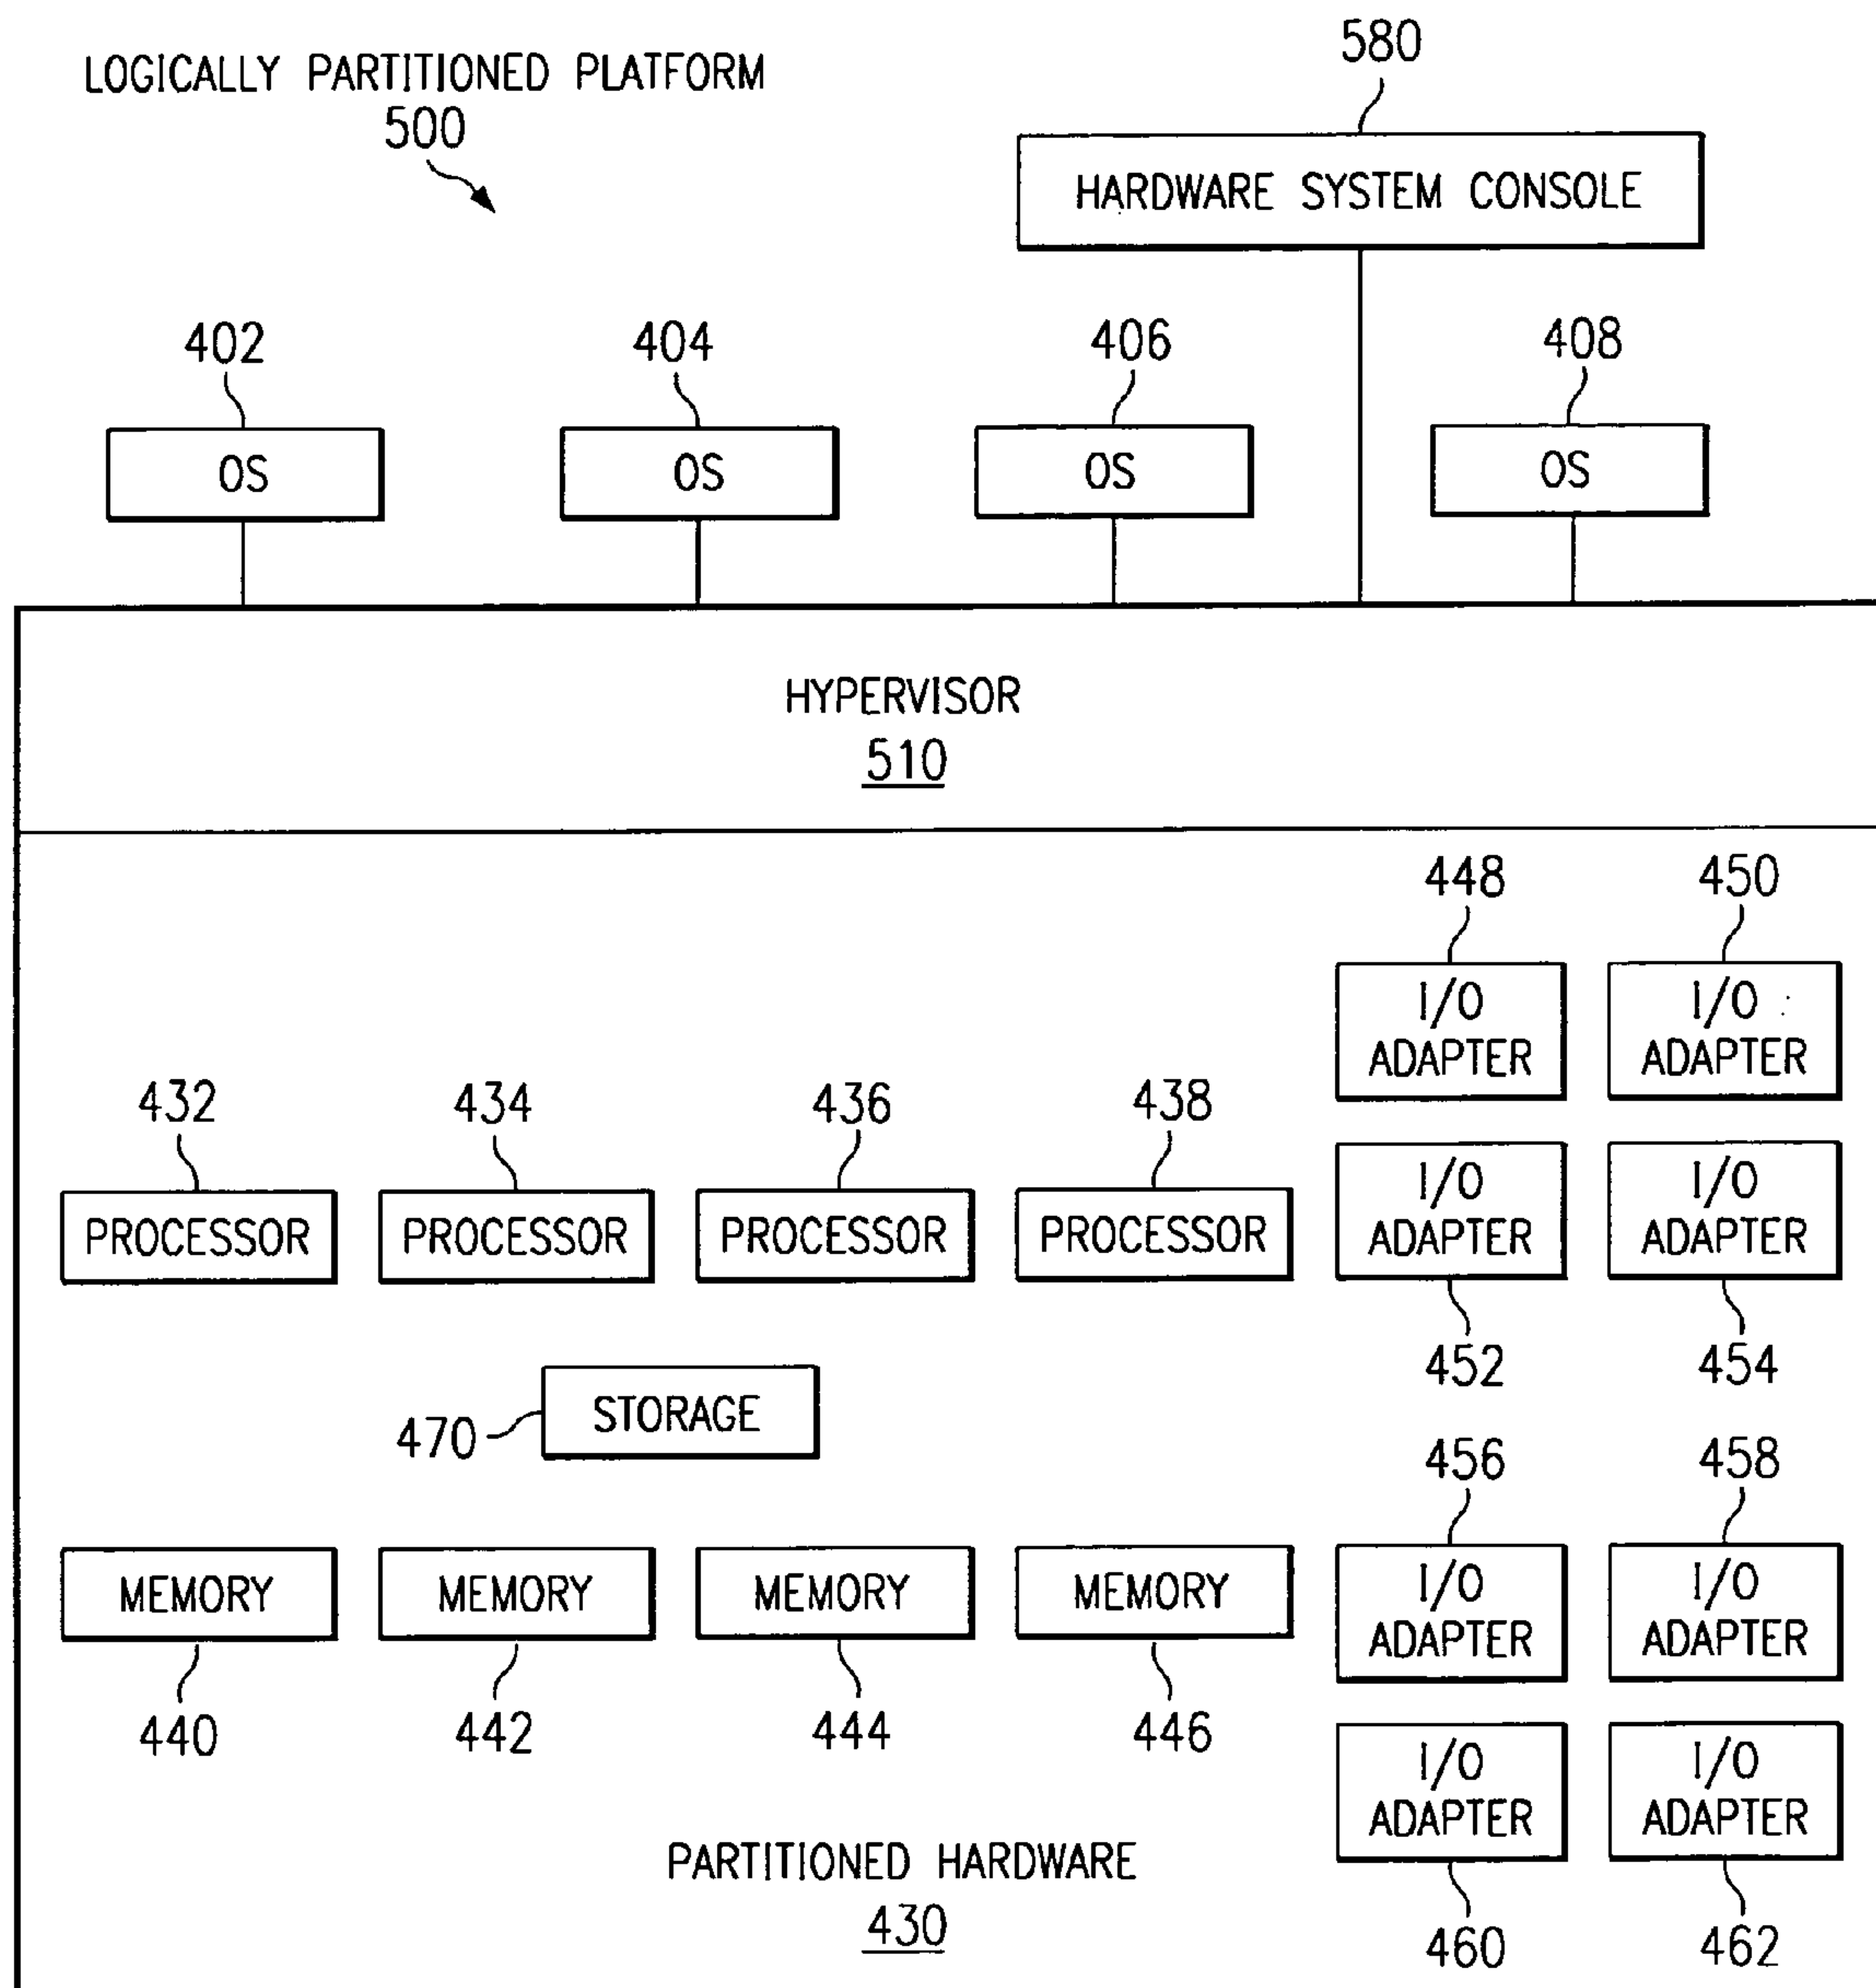 LOGICALLY PARTITIONED PLATFORM
500
580
HARDWARE SYSTEM CONSOLE
402
404
406
408
OS
OS
OS
OS
HYPERVISOR
510
448
450
I/O
ADAPTER
I/O
ADAPTER
432
434
436
438
PROCESSOR
PROCESSOR
PROCESSOR
PROCESSOR
I/O
ADAPTER
I/O
ADAPTER
452
454
470
STORAGE
456
458
MEMORY
MEMORY
MEMORY
MEMORY
I/O
ADAPTER
I/O
ADAPTER
440
442
444
446
I/O
ADAPTER
I/O
ADAPTER
460
462
PARTITIONED HARDWARE
430